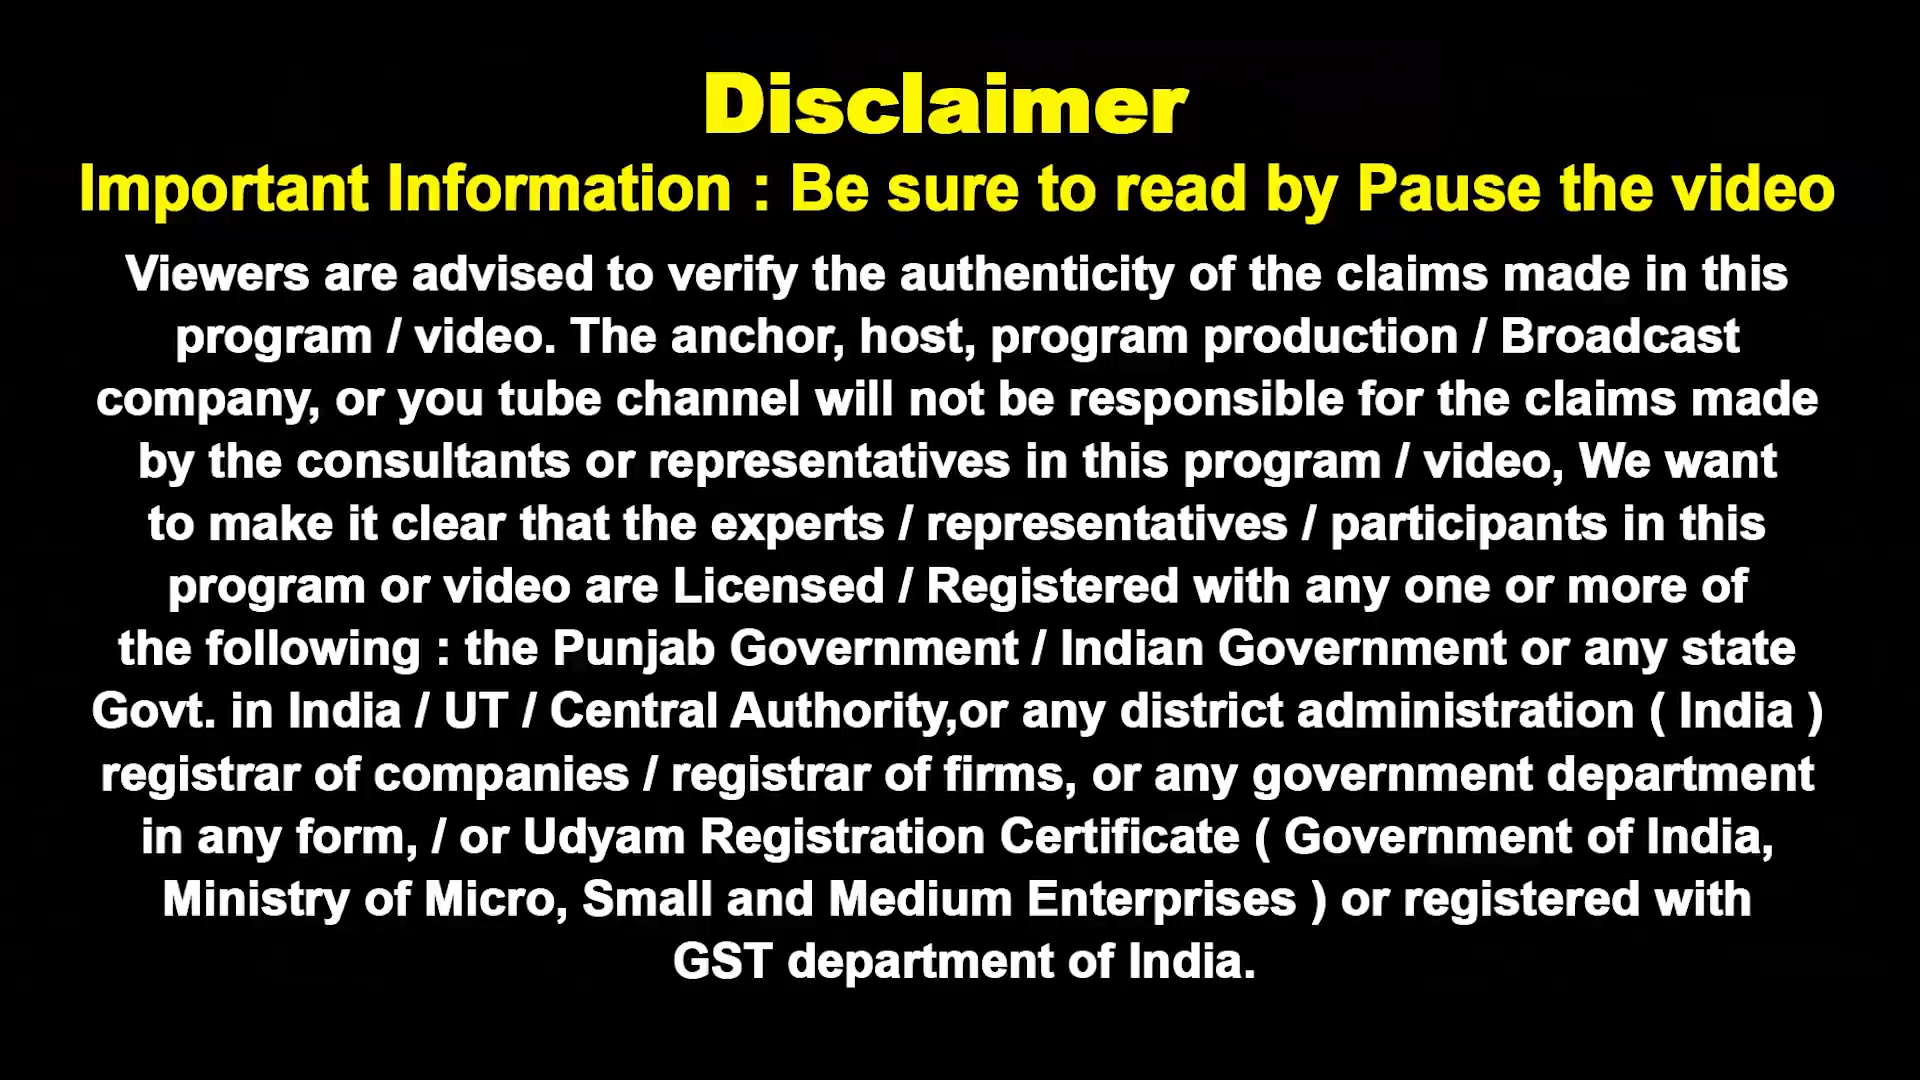 Disclaimer
Important Information : Be sure to read by Pause the video
Viewers are advised to verify the authenticity of the claims made in this
program / video. The anchor, host, program production / Broadcast
company, or you tube channel will not be responsible for the claims made
by the consultants or representatives in this program / video, We want
to make it clear that the experts / representatives / participants in this
program or video are Licensed / Registered with any one or more of
the following : the Punjab Government / Indian Government or any state
Govt. in India / UT / Central Authority,or any district administration ( India )
registrar of companies / registrar of firms, or any government department
in any form, / or Udyam Registration Certificate ( Government of India,
Ministry of Micro, Small and Medium Enterprises ) or registered with
GST department of India.